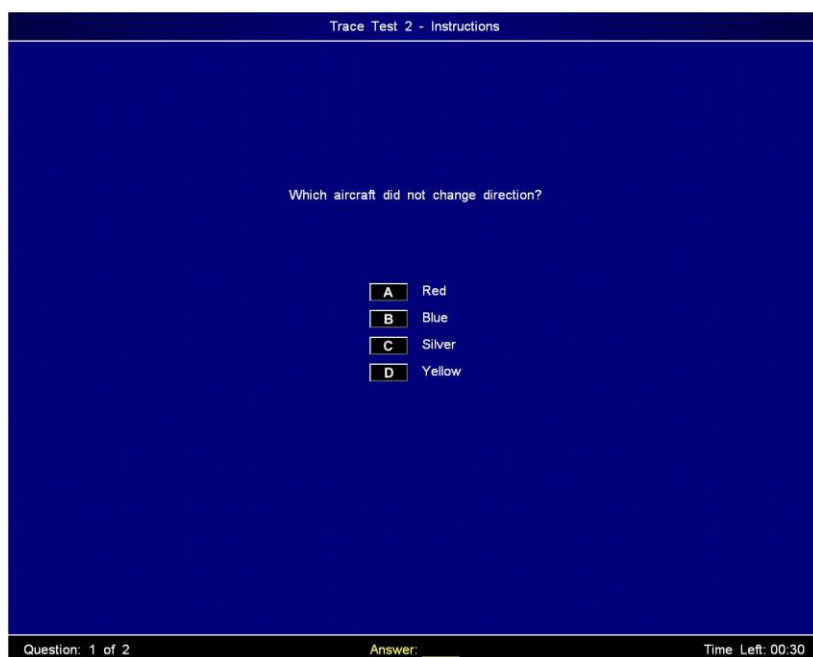 Trace Test 2 - Instructions
Which aircraft did not change direction?
A Red
B Blue
C Silver
D Yellow
Question: 1 of 2 Answer: ____ Time Left: 00:30